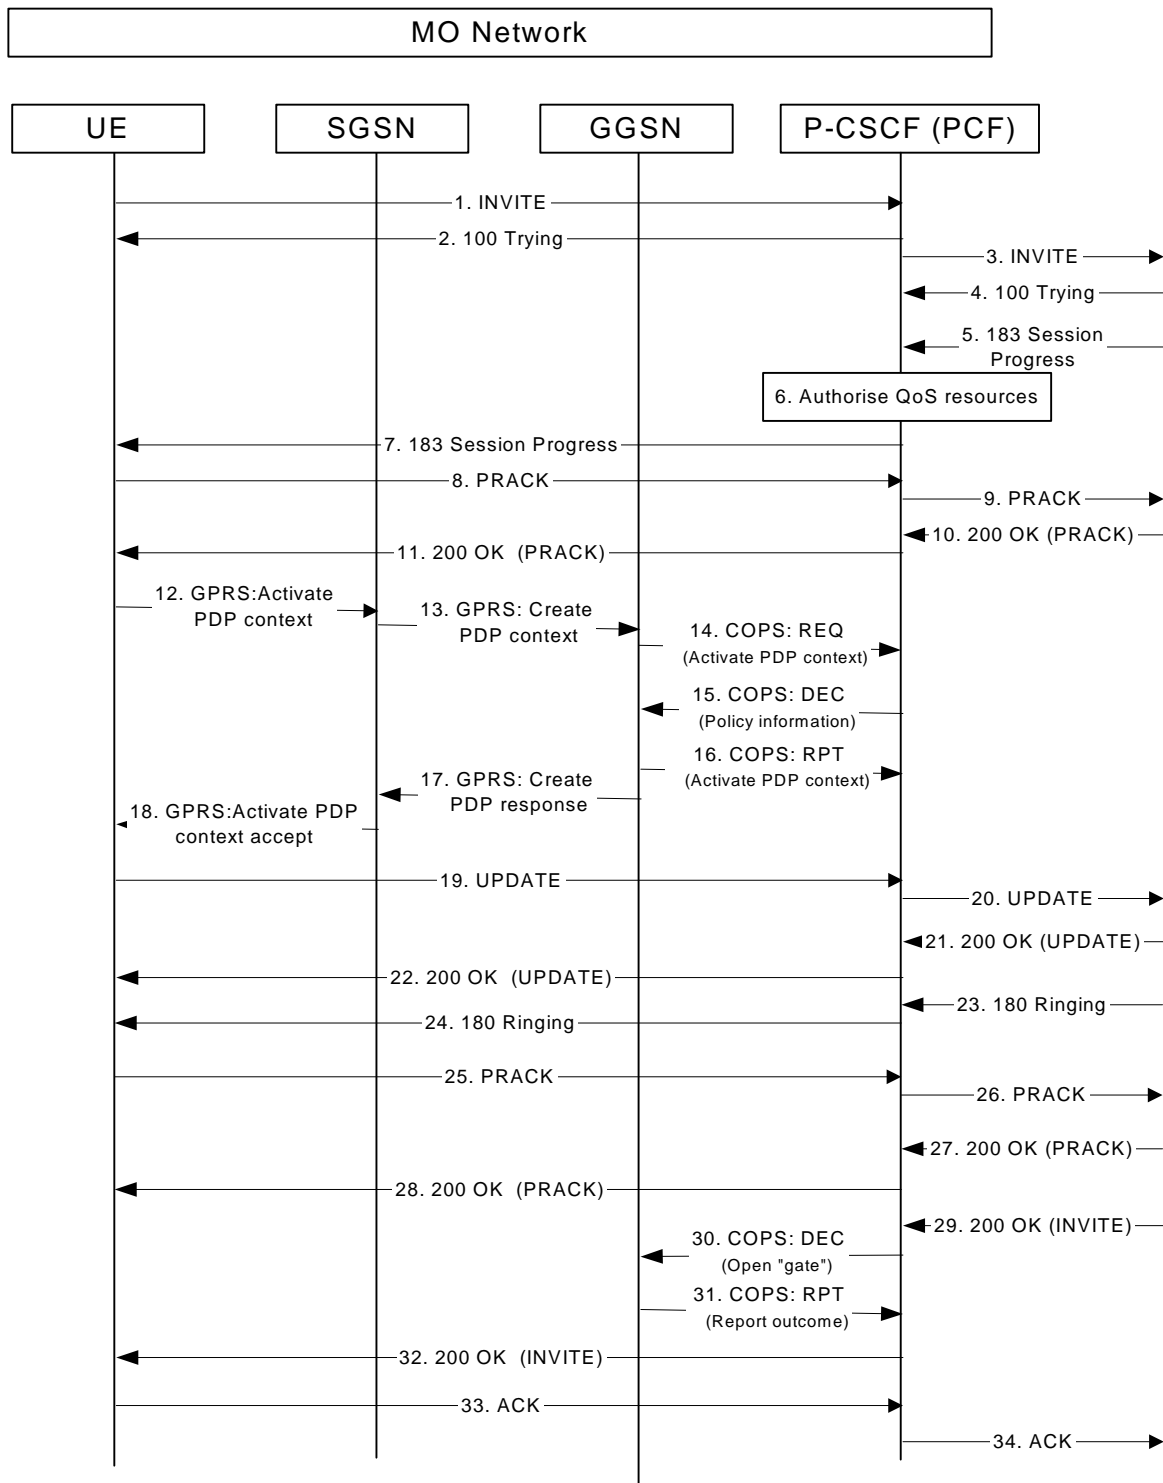 MO Network
UE
SGSN
GGSN
P-CSCF (PCF)
1. INVITE
2. 100 Trying
3. INVITE
4. 100 Trying
5. 183 Session
Progress
6. Authorise QoS resources
7. 183 Session Progress
8. PRACK
9. PRACK
10. 200 OK (PRACK)
11. 200 OK (PRACK)
12. GPRS:Activate
PDP context
13. GPRS: Create
PDP context
14. COPS: REQ
(Activate PDP context)
15. COPS: DEC
(Policy information)
16. COPS: RPT
(Activate PDP context)
17. GPRS: Create
PDP response
18. GPRS:Activate PDP
context accept
19. UPDATE
20. UPDATE
21. 200 OK (UPDATE)
22. 200 OK (UPDATE)
23. 180 Ringing
24. 180 Ringing
25. PRACK
26. PRACK
27. 200 OK (PRACK)
28. 200 OK (PRACK)
29. 200 OK (INVITE)
30. COPS: DEC
(Open "gate")
31. COPS: RPT
(Report outcome)
32. 200 OK (INVITE)
33. ACK
34. ACK